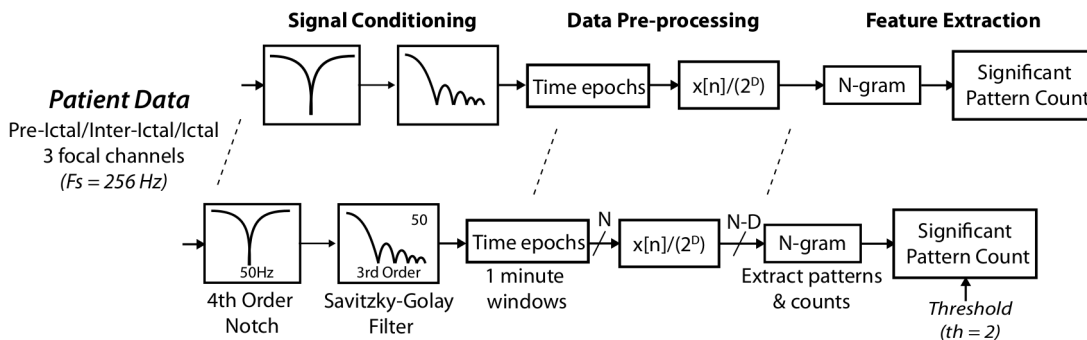 Signal Conditioning
Data Pre-processing
Feature Extraction
Patient Data
Pre-Ictal/Inter-Ictal/Ictal
3 focal channels
(Fs = 256 Hz)
Time epochs
x[n]/(2ᴰ)
N-gram
Significant
Pattern Count
50Hz
4th Order
Notch
50
3rd Order
Savitzky-Golay
Filter
Time epochs
1 minute
windows
N
x[n]/(2ᴰ)
N-D
N-gram
Extract patterns
& counts
Significant
Pattern Count
Threshold
(th = 2)